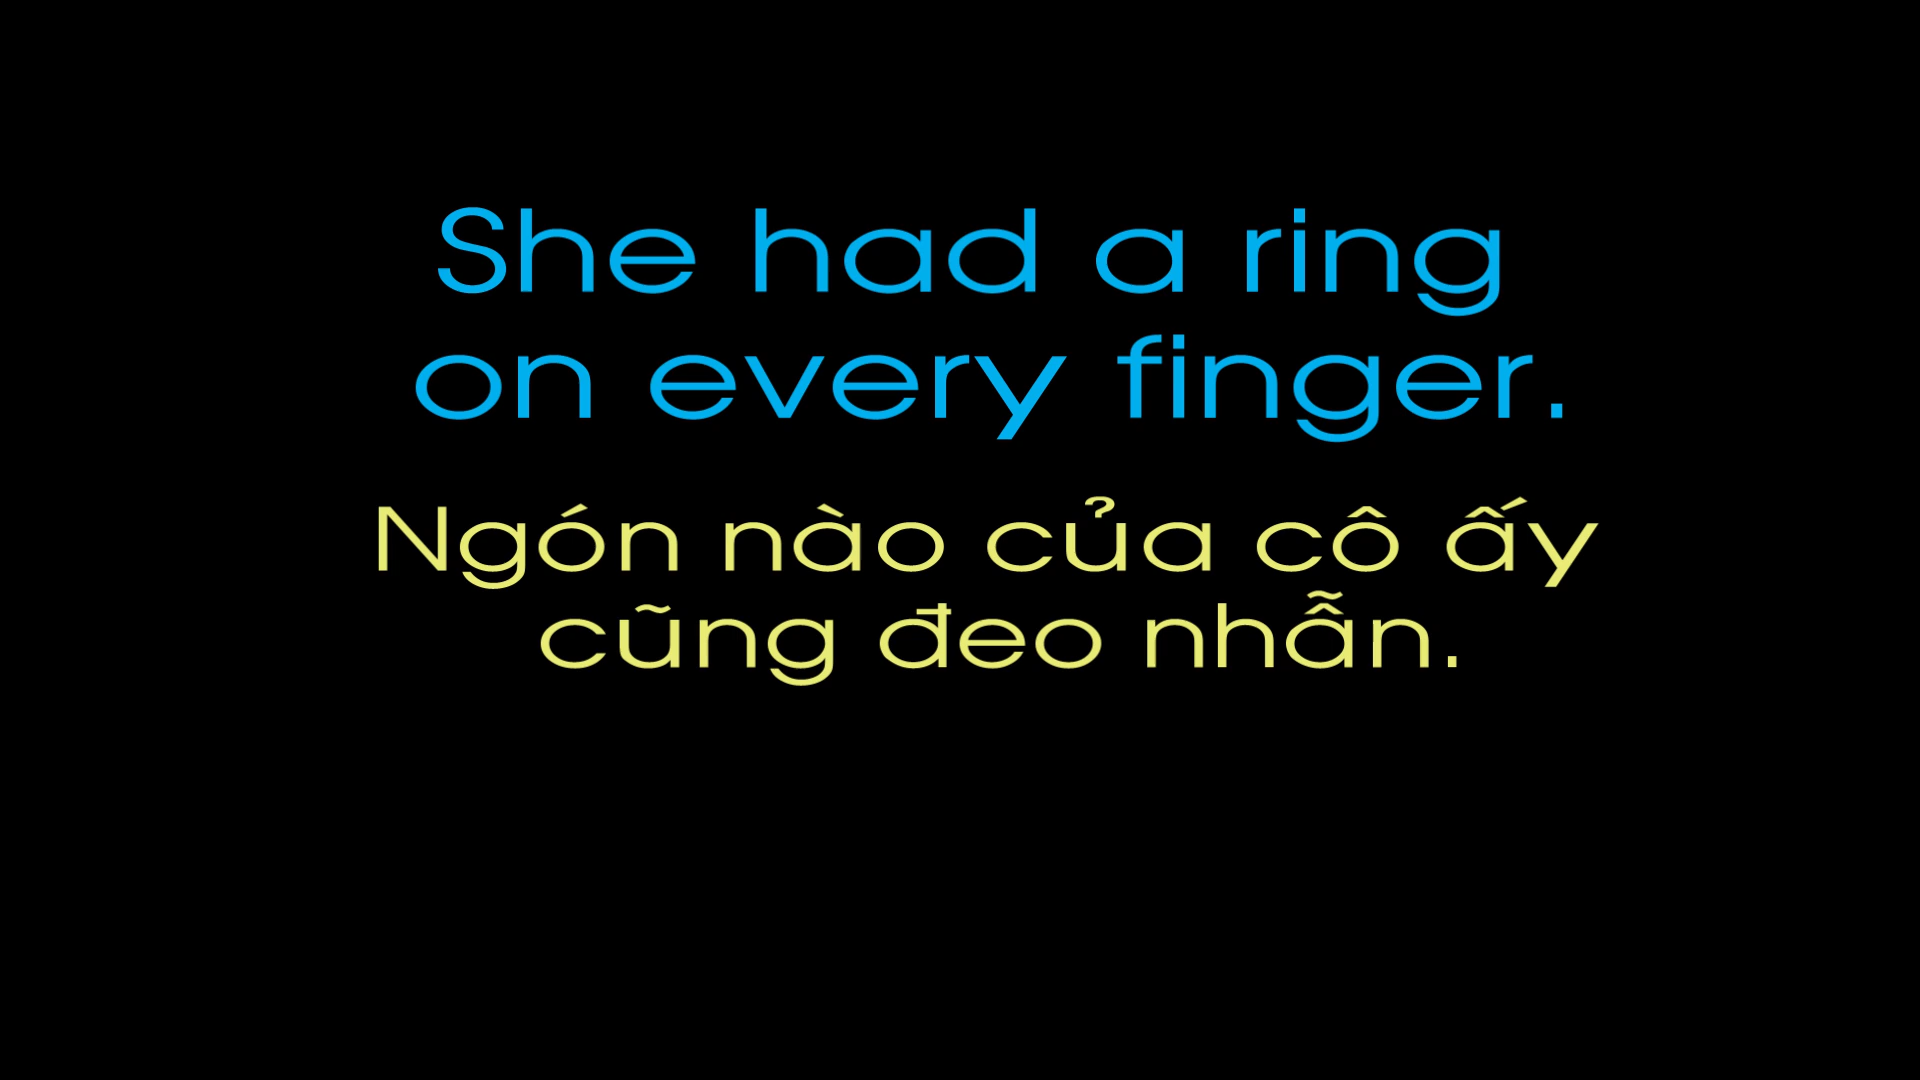 She had a ring
on every finger.
Ngón nào của cô ấy
cũng đeo nhẫn.